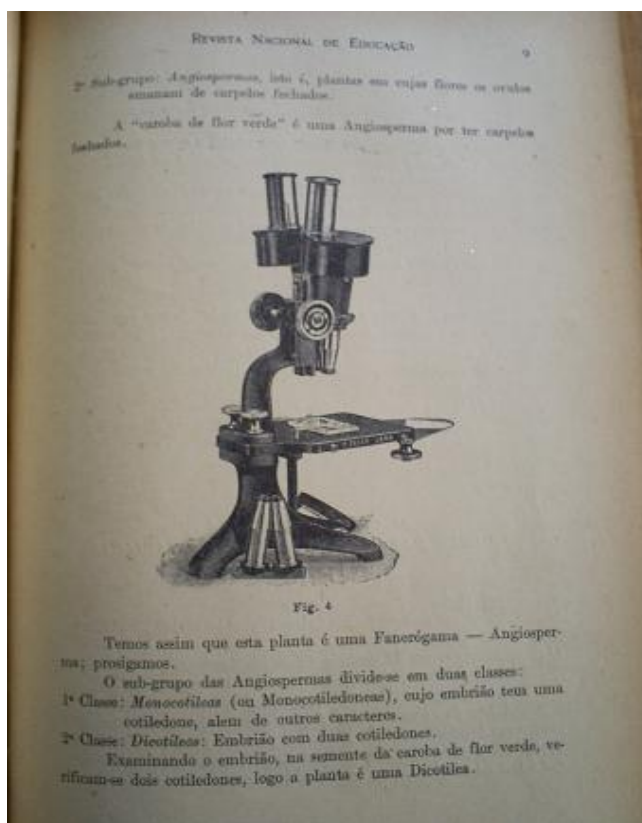 REVISTA NACIONAL DE EDUCAÇÃO 9
2º Sub-grupo: Angiospermos, isto é, plantas em cujas flores os ovulos
emanam de carpelos fechados.
A "caroba de flor verde" é uma Angiosperma por ter carpelos
fechados.
Fig. 4
Temos assim que esta planta é uma Fanerógama — Angiosper-
ma; prosigamos.
O sub-grupo das Angiospermas divide-se em duas classes:
1ª Classe: Monocotileas (ou Monocotiledoneas), cujo embrião tem uma
cotiledone, alem de outros caracteres.
2ª Classe: Dicotileas: Embrião com duas cotiledones.
Examinando o embrião, na semente da caroba de flor verde, ve-
rificam-se dois cotiledones, logo a planta é uma Dicotilea.